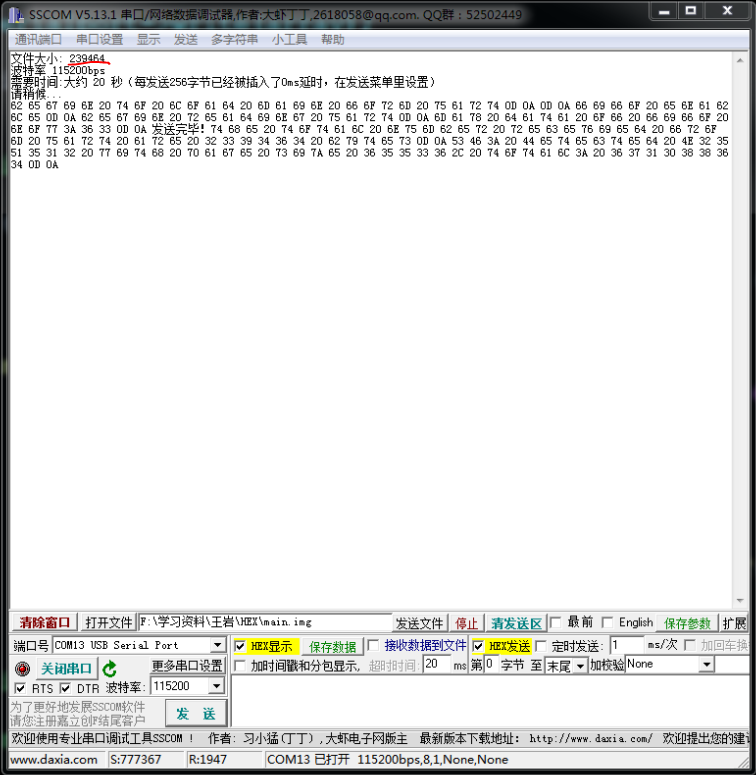 SSCOM V5.13.1 串口/网络数据调试器,作者:大虾丁丁,2618058@qq.com. QQ群：52502449
通讯端口 串口设置 显示 发送 多字符串 小工具 帮助
文件大小: 239464
波特率 115200bps
需要时间:大约 20 秒（每发送256字节已经被插入了0ms延时，在发送菜单里设置）
请稍候...
62 65 67 69 6E 20 74 6F 20 6C 6F 61 64 20 6D 61 69 6E 20 66 72 6F 6D 20 75 61 72 74 0D 0A 0D 0A 66 69 66 6F 20 65 6E 61 62
6C 65 0D 0A 62 65 67 69 6E 20 72 65 61 64 69 6E 67 20 75 61 72 74 0D 0A 6D 61 78 20 64 61 74 61 20 6F 66 20 66 69 66 6F 20
6E 6F 77 3A 36 33 0D 0A 发送完毕! 74 68 65 20 74 6F 74 61 6C 20 6E 75 6D 62 65 72 20 72 65 63 65 76 69 65 64 20 66 72 6F
6D 20 75 61 72 74 20 61 72 65 20 32 33 39 34 36 34 20 62 79 74 65 73 0D 0A 53 46 3A 20 44 65 74 65 63 74 65 64 20 4E 32 35
51 35 31 32 20 77 69 74 68 20 70 61 67 65 20 73 69 7A 65 20 36 35 35 33 36 2C 20 74 6F 74 61 6C 3A 20 36 37 31 30 38 38 36
34 0D 0A
清除窗口 打开文件 F:\学习资料\王岩\HEX\main.img 发送文件 停止 清发送区 最前 English 保存参数 扩展
端口号 COM13 USB Serial Port HEX显示 保存数据 接收数据到文件 HEX发送 定时发送: 1 ms/次 加回车换
关闭串口 更多串口设置 加时间戳和分包显示, 超时时间: 20 ms 第0 字节 至 末尾 加校验 None
RTS DTR 波特率: 115200
为了更好地发展SSCOM软件
请您注册嘉立创F结尾客户
发 送
欢迎使用专业串口调试工具SSCOM ! 作者: 习小猛(丁丁),大虾电子网版主 最新版本下载地址: http://www.daxia.com/ 欢迎提出您的建议
www.daxia.com S:777367 R:1947 COM13 已打开 115200bps,8,1,None,None